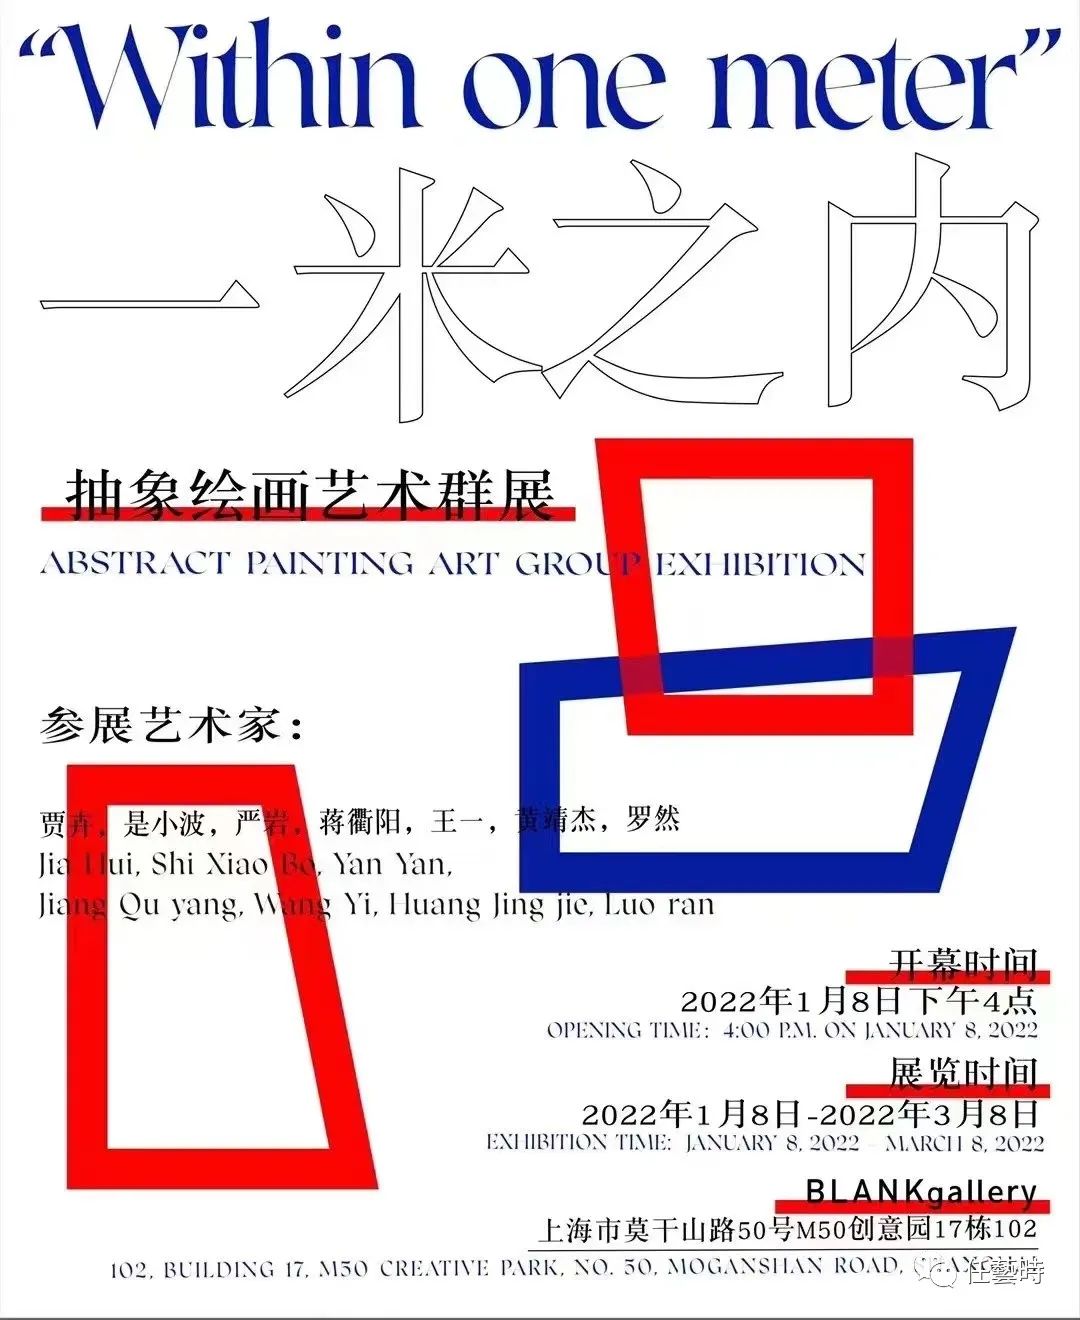 “Within one meter”
一米之内
抽象绘画艺术群展
ABSTRACT PAINTING ART GROUP EXHIBITION
参展艺术家：
贾卉，是小波，严岩，蒋衢阳，王一，黄靖杰，罗然
Jia Hui, Shi Xiao Bo, Yan Yan,
Jiang Qu yang, Wang Yi, Huang Jing jie, Luo ran
开幕时间
2022年1月8日下午4点
OPENING TIME: 4:00 P.M. ON JANUARY 8, 2022
展览时间
2022年1月8日-2022年3月8日
EXHIBITION TIME: JANUARY 8, 2022 - MARCH 8, 2022
BLANKgallery
上海市莫干山路50号M50创意园17栋102
102, BUILDING 17, M50 CREATIVE PARK, NO. 50, MOGANSHAN ROAD, SHANGHAI
任藝時